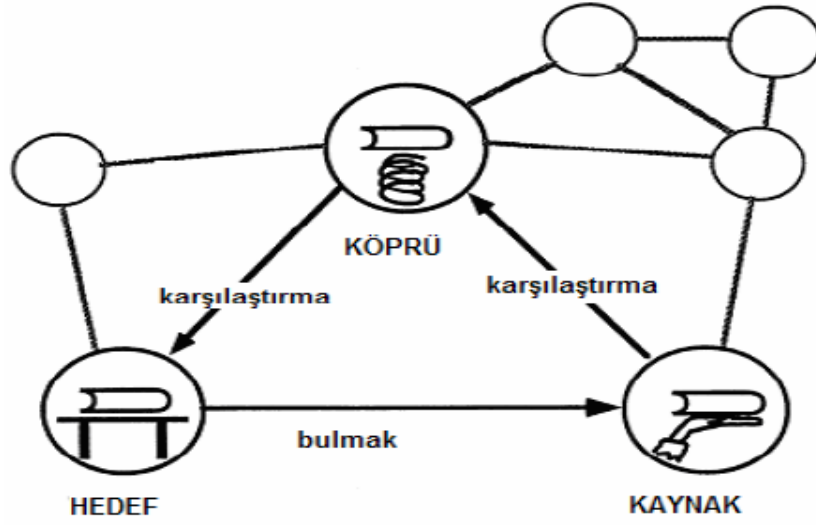 KÖPRÜ
karşılaştırma
karşılaştırma
bulmak
HEDEF
KAYNAK